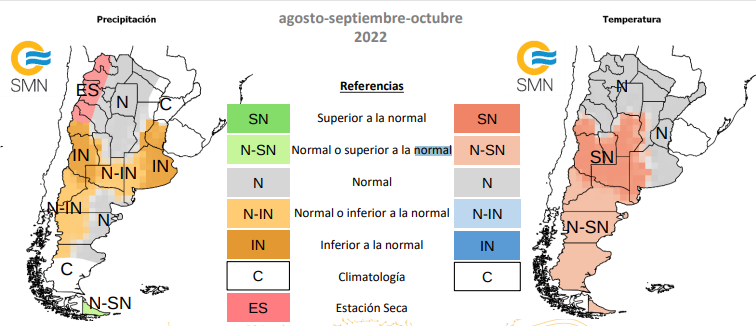 Precipitación
agosto-septiembre-octubre
2022
Temperatura
SMN
SMN
Referencias
SN Superior a la normal SN
N-SN Normal o superior a la normal N-SN
N Normal N
N-IN Normal o inferior a la normal N-IN
IN Inferior a la normal IN
C Climatología C
ES Estación Seca
ES
N
C
IN
IN
N-IN
N-IN
N
C
N-SN
N
N
SN
N-SN